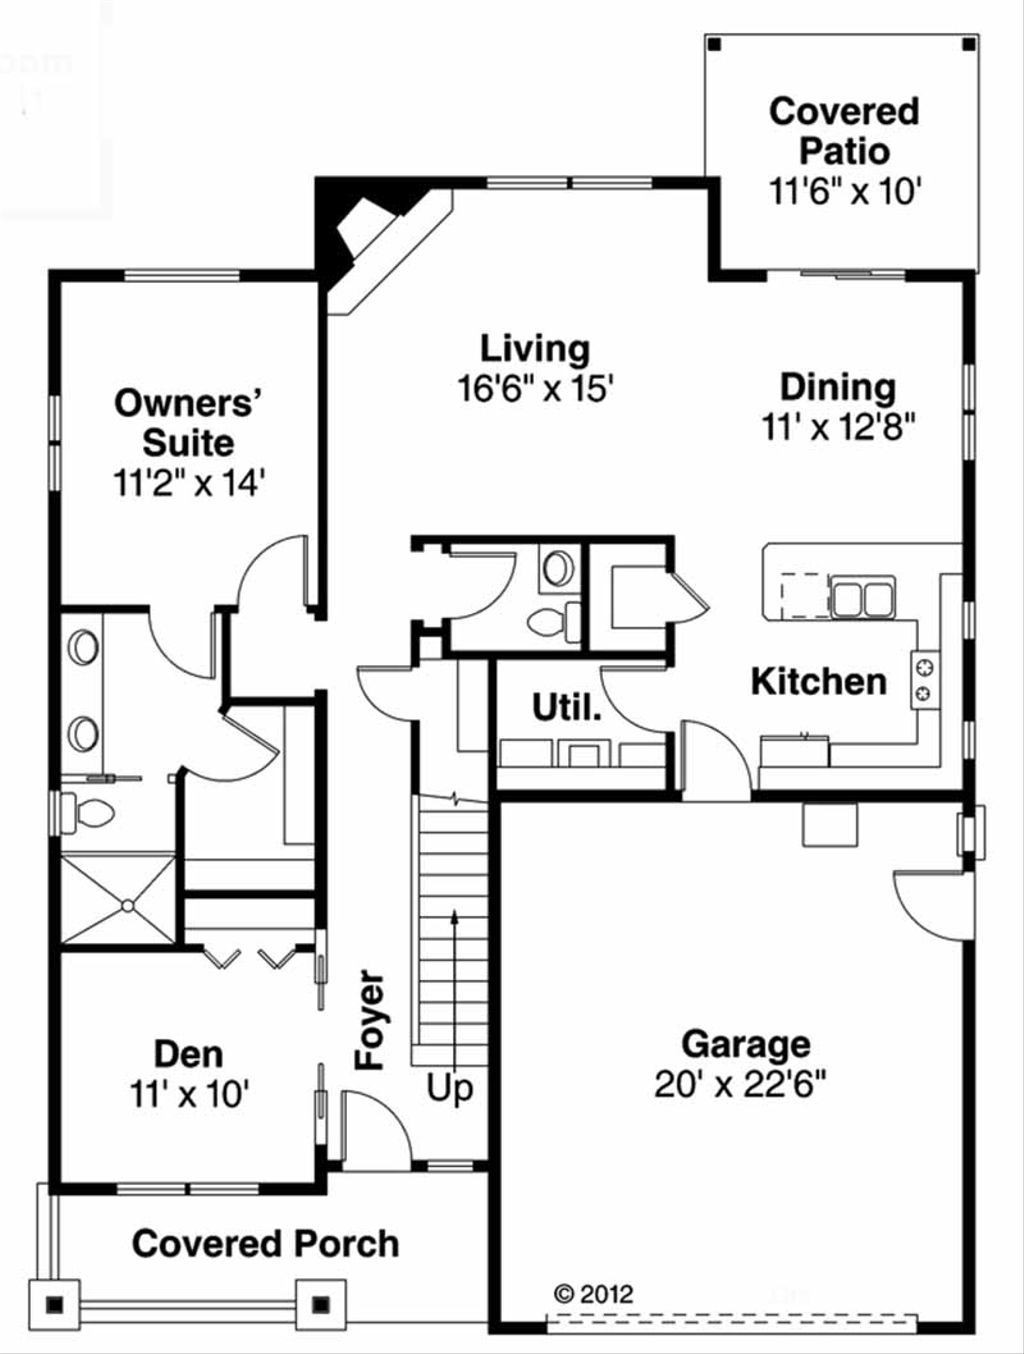 Covered
Patio
11'6" x 10'
Living
16'6" x 15'
Dining
11' x 12'8"
Owners'
Suite
11'2" x 14'
Kitchen
Util.
Foyer
Den
11' x 10'
Up
Garage
20' x 22'6"
Covered Porch
© 2012